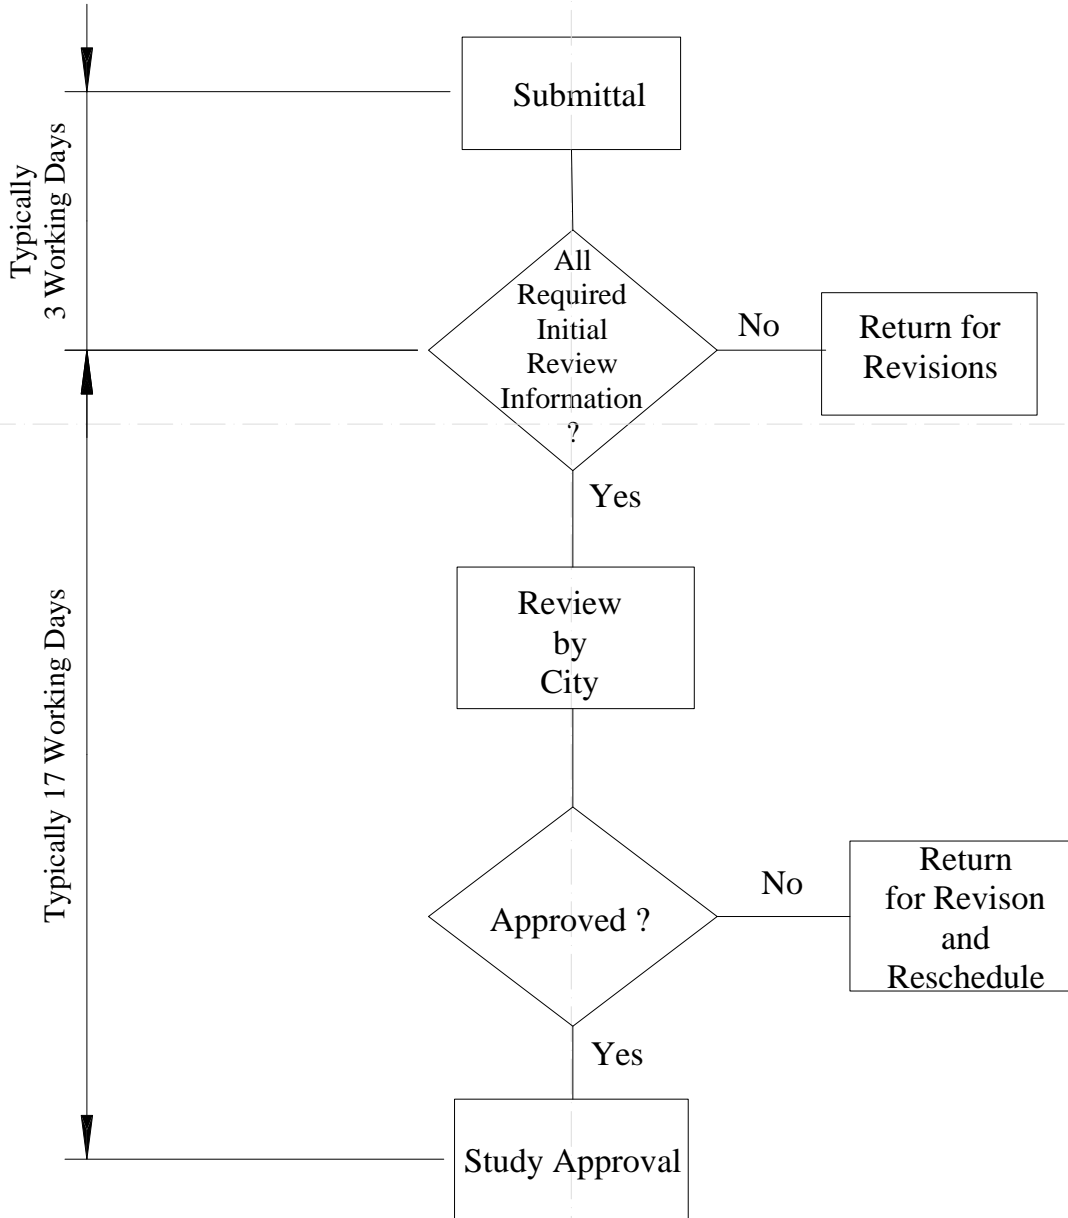 Submittal
Typically
3 Working Days
All
Required
Initial
Review
Information
?
No
Return for
Revisions
Yes
Review
by
City
Typically 17 Working Days
Approved ?
No
Return
for Revison
and
Reschedule
Yes
Study Approval